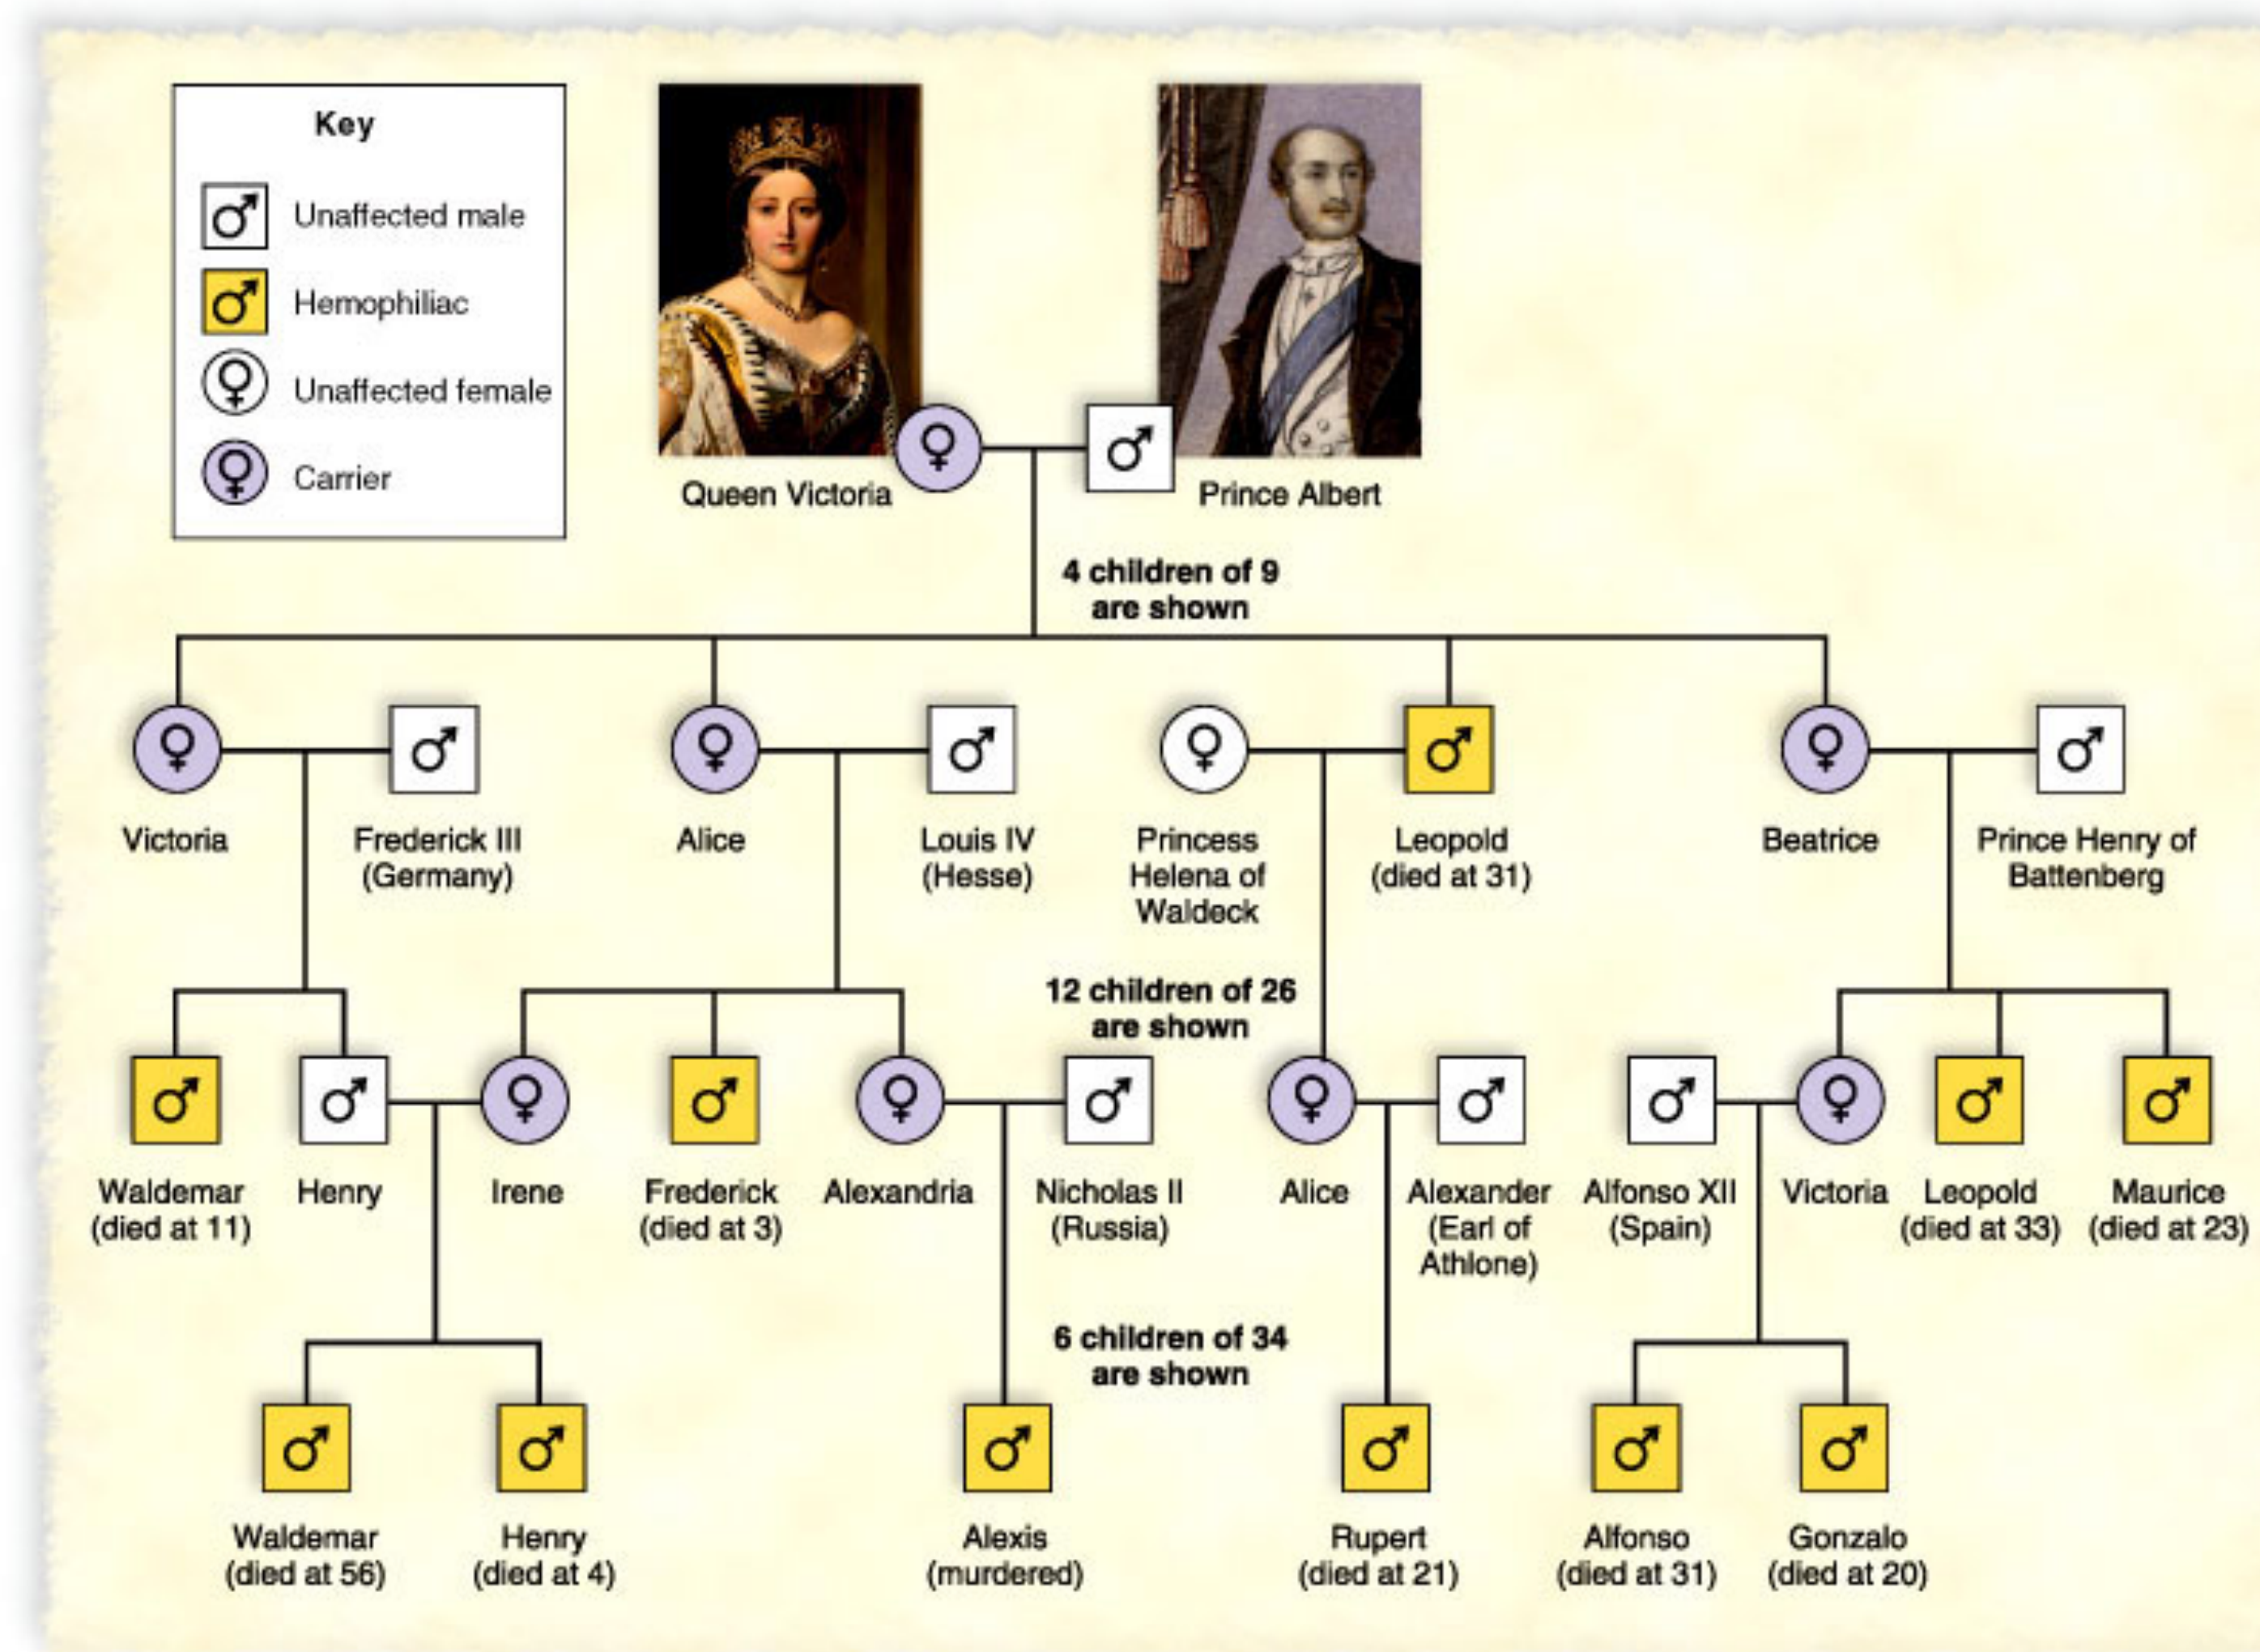 Key
Unaffected male
Hemophiliac
Unaffected female
Carrier
Queen Victoria
Prince Albert
4 children of 9
are shown
Victoria
Frederick III
(Germany)
Alice
Louis IV
(Hesse)
Princess
Helena of
Waldeck
Leopold
(died at 31)
Beatrice
Prince Henry of
Battenberg
12 children of 26
are shown
Waldemar
(died at 11)
Henry
Irene
Frederick
(died at 3)
Alexandria
Nicholas II
(Russia)
Alice
Alexander
(Earl of
Athlone)
Alfonso XII
(Spain)
Victoria
Leopold
(died at 33)
Maurice
(died at 23)
6 children of 34
are shown
Waldemar
(died at 56)
Henry
(died at 4)
Alexis
(murdered)
Rupert
(died at 21)
Alfonso
(died at 31)
Gonzalo
(died at 20)